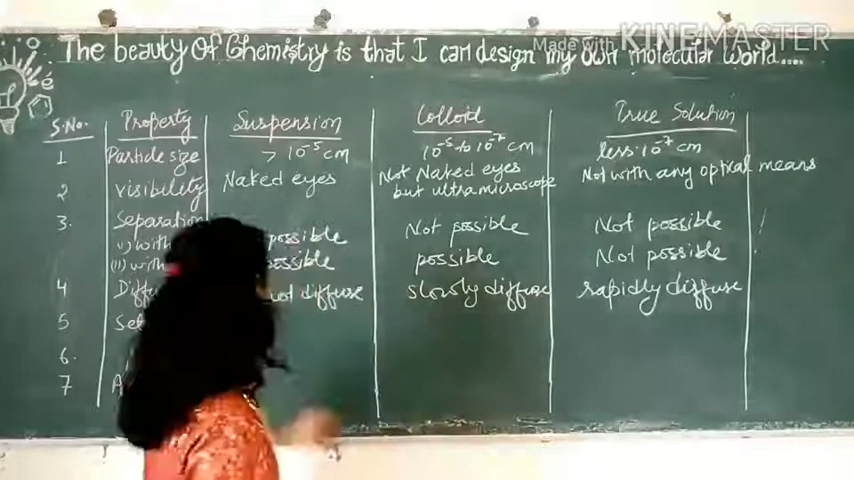 Made with KINEMASTER
The beauty Of Chemistry is that I can design my own molecular world....
S.No. Property Suspension Colloid True Solution
1 Particle size > 10⁻⁵ cm 10⁻⁵ to 10⁻⁷ cm less 10⁻⁷ cm
2 visibility Naked eyes Not Naked eyes but ultramicroscope Not with any optical means
3. Separation
i) with possible Not possible Not possible
(ii) with possible possible Not possible
4 not diffuse slowly diffuse rapidly diffuse
5
6.
7